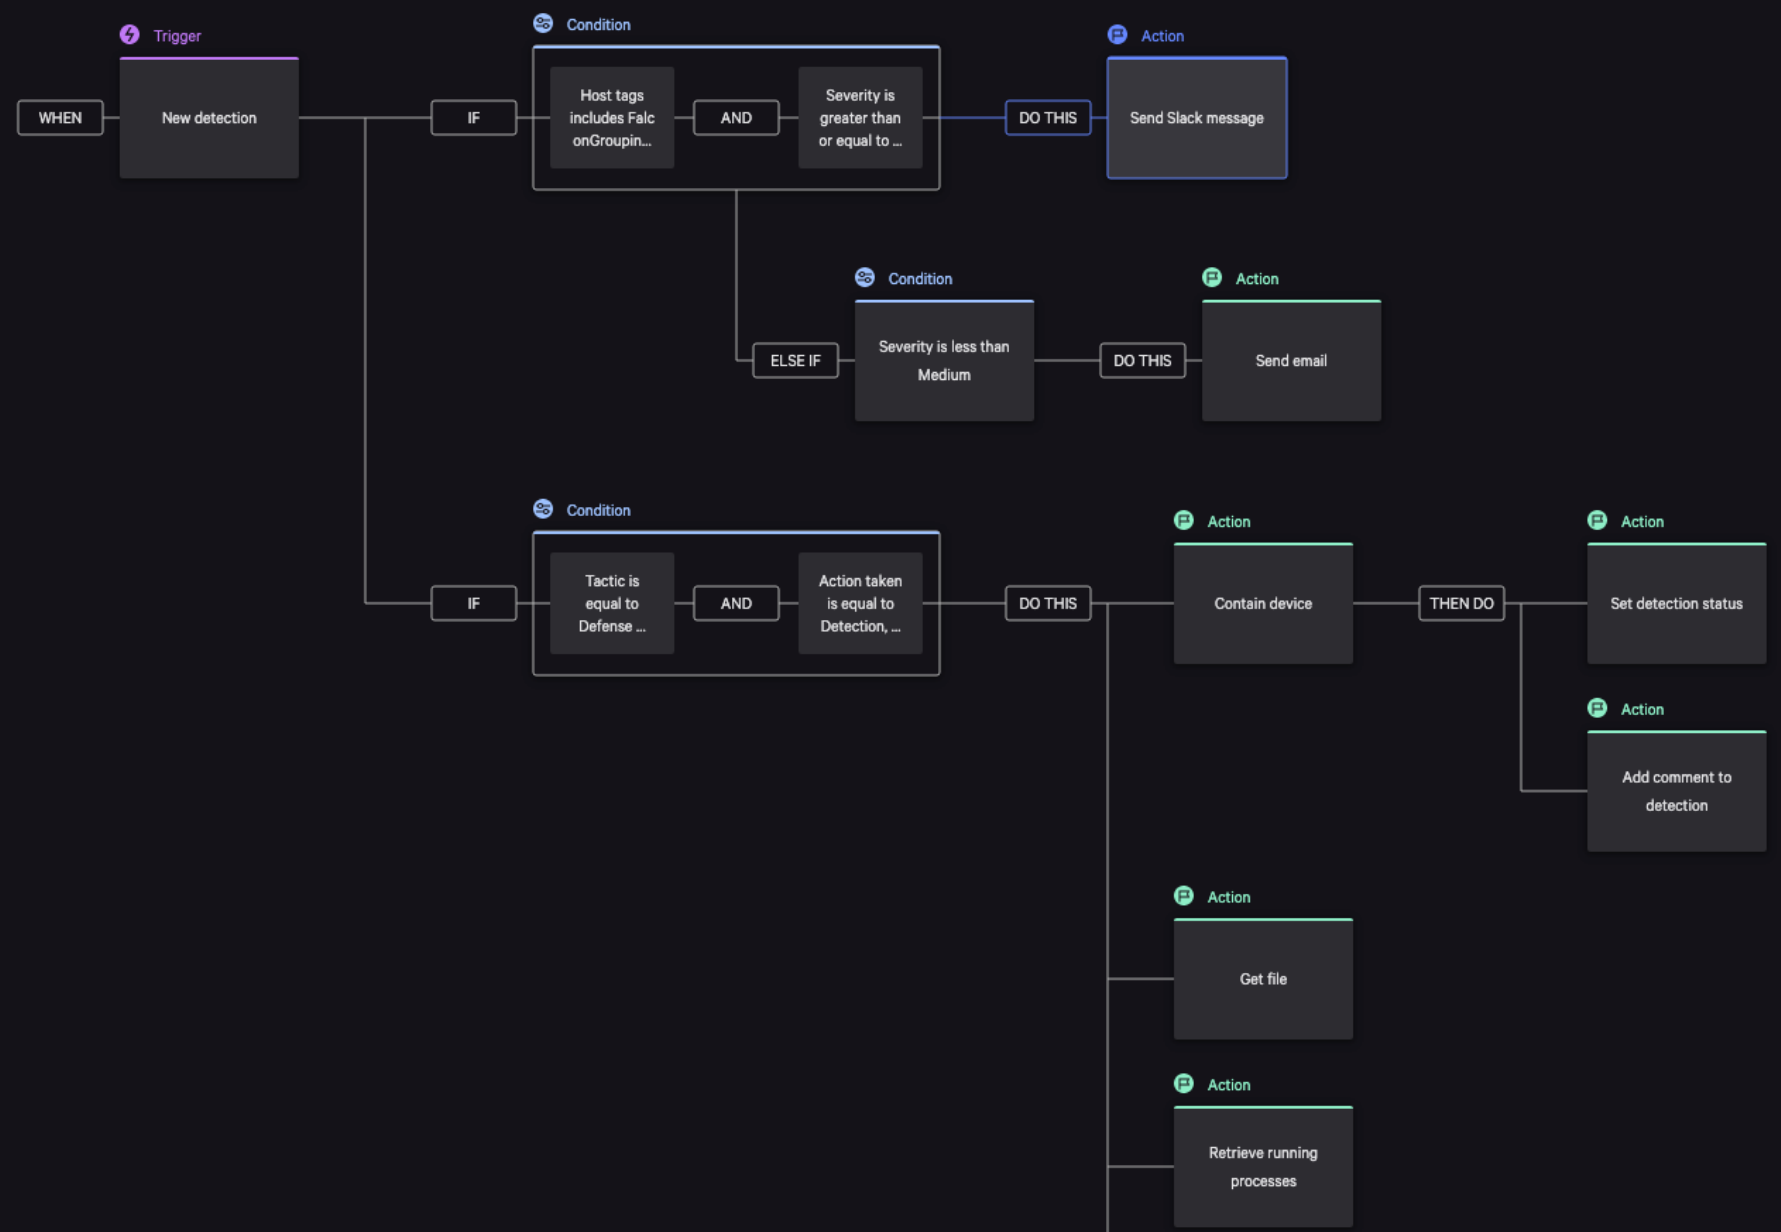 Trigger
WHEN
New detection
Condition
IF
Host tags
includes Falc
onGroupin...
AND
Severity is
greater than
or equal to ...
Action
DO THIS
Send Slack message
Condition
ELSE IF
Severity is less than
Medium
Action
DO THIS
Send email
Condition
IF
Tactic is
equal to
Defense ...
AND
Action taken
is equal to
Detection, ...
DO THIS
Action
Contain device
THEN DO
Action
Set detection status
Action
Add comment to
detection
Action
Get file
Action
Retrieve running
processes